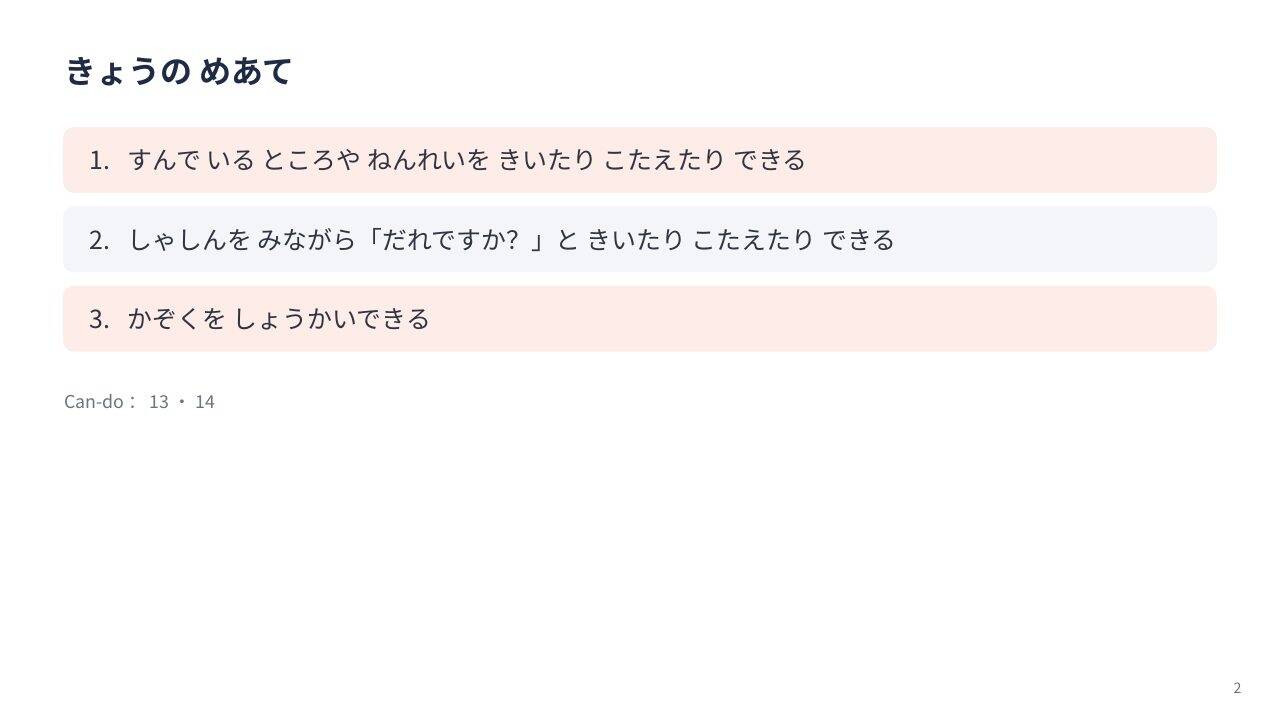 きょうの めあて
1. すんで いる ところや ねんれいを きいたり こたえたり できる
2. しゃしんを みながら「だれですか？」と きいたり こたえたり できる
3. かぞくを しょうかいできる
Can-do： 13・14
2